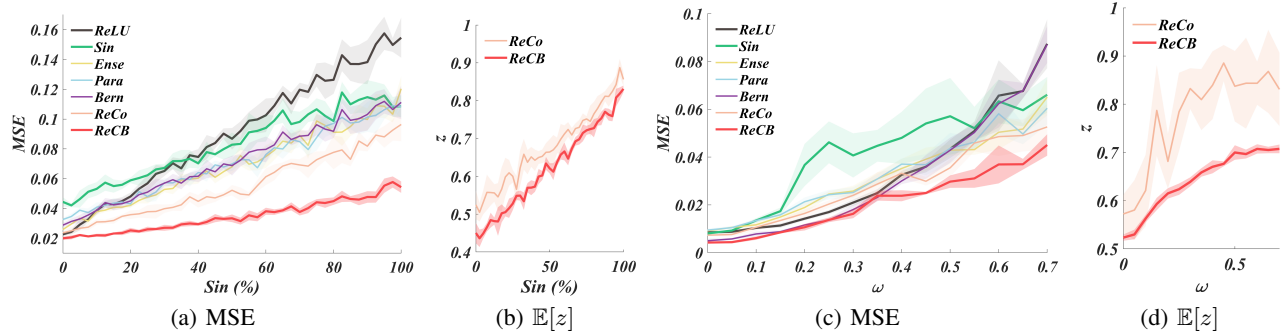 MSE
0.16
0.14
0.12
0.1
0.08
0.06
0.04
0.02
ReLU
Sin
Ense
Para
Bern
ReCo
ReCB
0 20 40 60 80 100
Sin (%)
(a) MSE
z
1
0.9
0.8
0.7
0.6
0.5
0.4
ReCo
ReCB
0 50 100
Sin (%)
(b) 𝔼[z]
MSE
0.1
0.08
0.06
0.04
0.02
0
ReLU
Sin
Ense
Para
Bern
ReCo
ReCB
0 0.1 0.2 0.3 0.4 0.5 0.6 0.7
ω
(c) MSE
z
1
0.9
0.8
0.7
0.6
0.5
ReCo
ReCB
0 0.5
ω
(d) 𝔼[z]